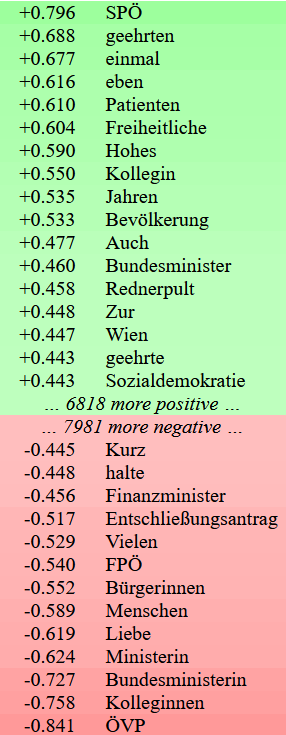 +0.796 SPÖ
+0.688 geehrten
+0.677 einmal
+0.616 eben
+0.610 Patienten
+0.604 Freiheitliche
+0.590 Hohes
+0.550 Kollegin
+0.535 Jahren
+0.533 Bevölkerung
+0.477 Auch
+0.460 Bundesminister
+0.458 Rednerpult
+0.448 Zur
+0.447 Wien
+0.443 geehrte
+0.443 Sozialdemokratie
… 6818 more positive …
… 7981 more negative …
-0.445 Kurz
-0.448 halte
-0.456 Finanzminister
-0.517 Entschließungsantrag
-0.529 Vielen
-0.540 FPÖ
-0.552 Bürgerinnen
-0.589 Menschen
-0.619 Liebe
-0.624 Ministerin
-0.727 Bundesministerin
-0.758 Kolleginnen
-0.841 ÖVP